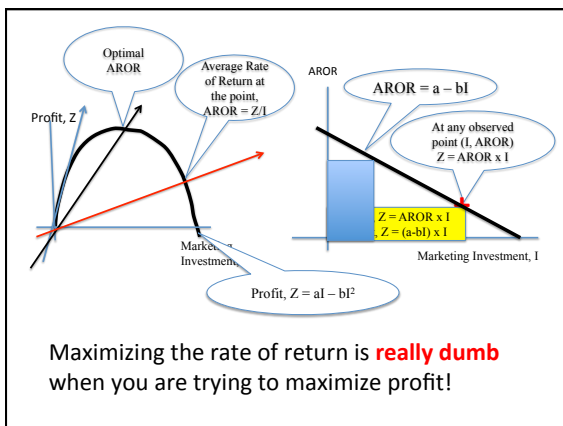 Optimal
AROR
Average Rate
of Return at
the point,
AROR = Z/I
Profit, Z
Marketing
Investment,
Profit, Z = aI – bI²
AROR
AROR = a – bI
At any observed
point (I, AROR)
Z = AROR x I
, Z = AROR x I
, Z = (a-bI) x I
Marketing Investment, I
Maximizing the rate of return is really dumb
when you are trying to maximize profit!